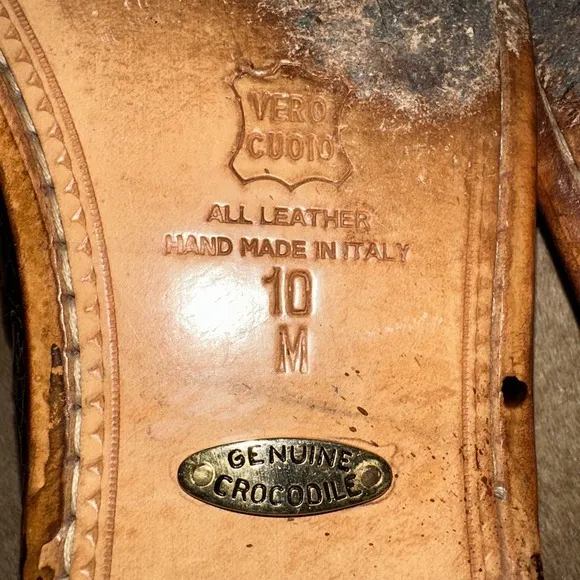 VERO
CUOIO
ALL LEATHER
HAND MADE IN ITALY
10
M
GENUINE
CROCODILE